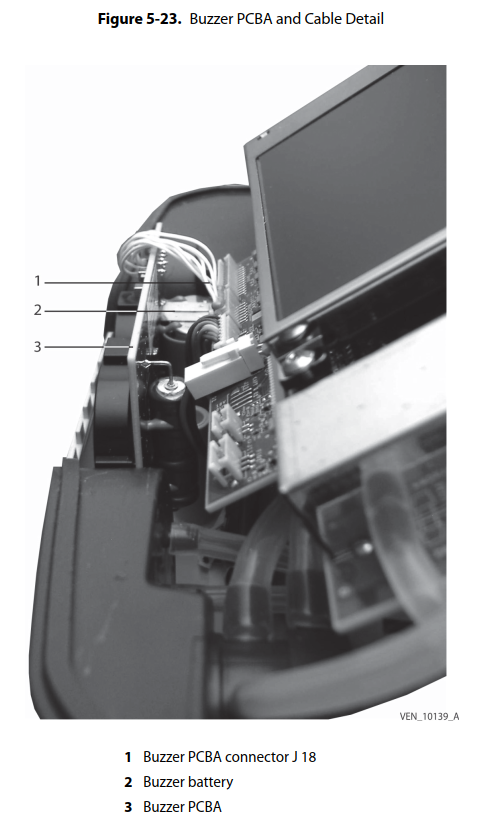 Figure 5-23. Buzzer PCBA and Cable Detail
1
2
3
VEN_10139_A
1 Buzzer PCBA connector J 18
2 Buzzer battery
3 Buzzer PCBA